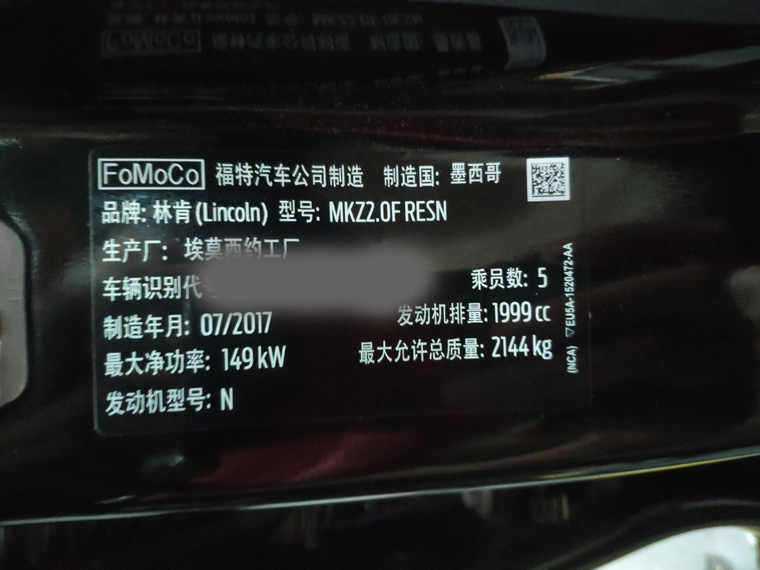 FoMoCo 福特汽车公司制造 制造国: 墨西哥
品牌: 林肯 (Lincoln) 型号: MKZ2.0F RESN
生产厂: 埃莫西约工厂
车辆识别代号 乘员数: 5
制造年月: 07/2017 发动机排量: 1999 cc
最大净功率: 149 kW 最大允许总质量: 2144 kg
发动机型号: N
(NCA) ▽EU5A-1520472-AA